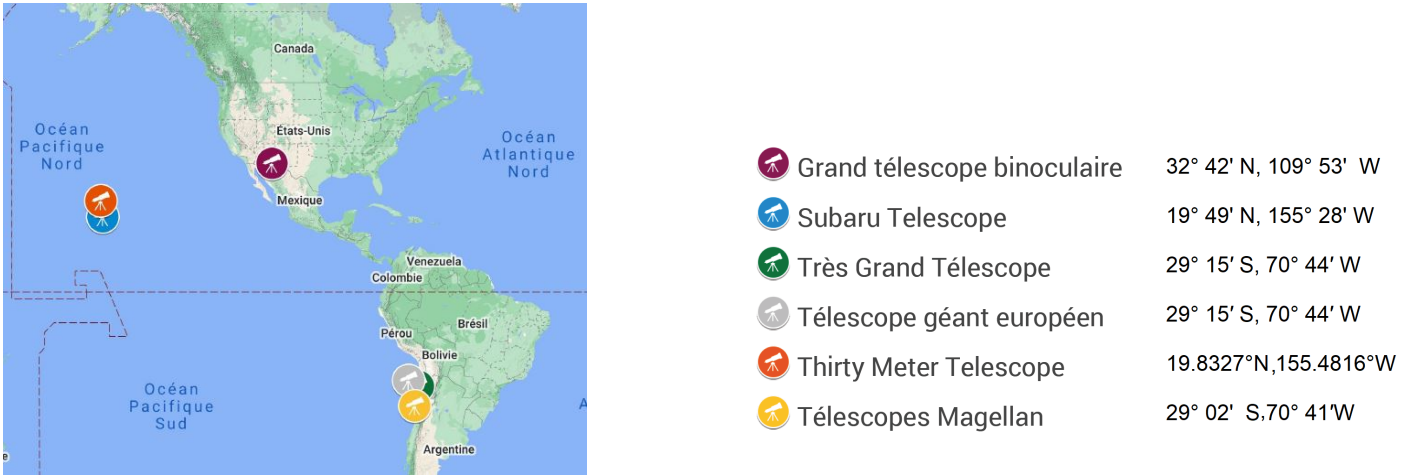 Canada
États-Unis
Océan
Pacifique
Nord
Océan
Atlantique
Nord
Mexique
Venezuela
Colombie
Brésil
Pérou
Bolivie
Océan
Pacifique
Sud
A
Argentine
e
Grand télescope binoculaire 32° 42' N, 109° 53' W
Subaru Telescope 19° 49' N, 155° 28' W
Très Grand Télescope 29° 15′ S, 70° 44′ W
Télescope géant européen 29° 15′ S, 70° 44′ W
Thirty Meter Telescope 19.8327°N,155.4816°W
Télescopes Magellan 29° 02' S,70° 41′W